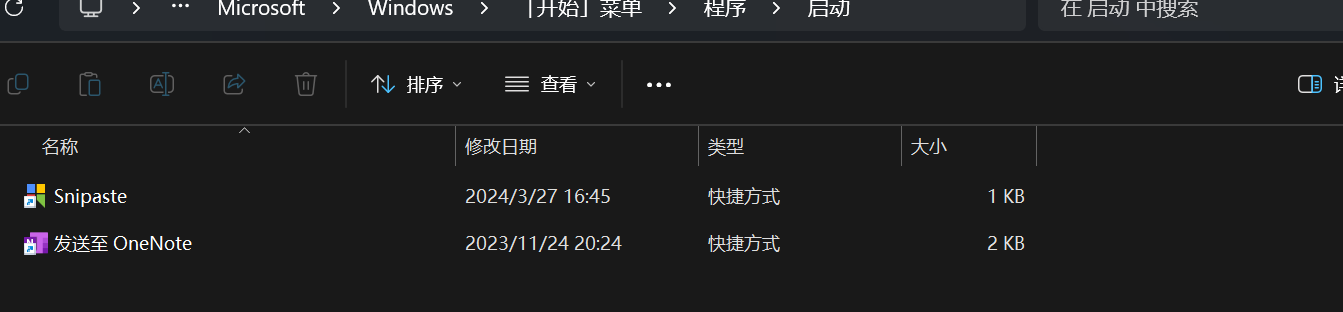 Microsoft > Windows > 「开始」菜单 > 程序 > 启动
在 启动 中搜索
排序 查看
名称 修改日期 类型 大小
Snipaste 2024/3/27 16:45 快捷方式 1 KB
发送至 OneNote 2023/11/24 20:24 快捷方式 2 KB